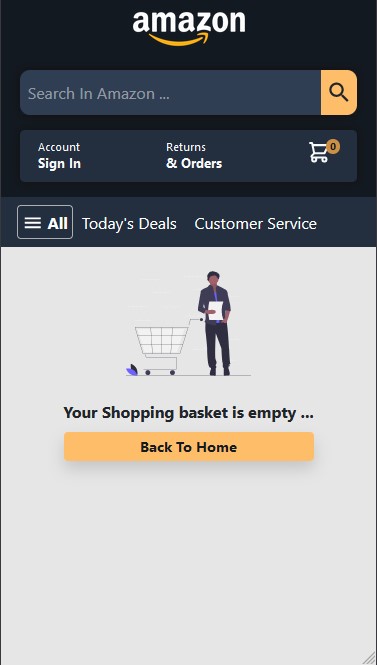 amazon
Search In Amazon ...
Account
Sign In
Returns
& Orders
0
All
Today's Deals
Customer Service
Your Shopping basket is empty ...
Back To Home